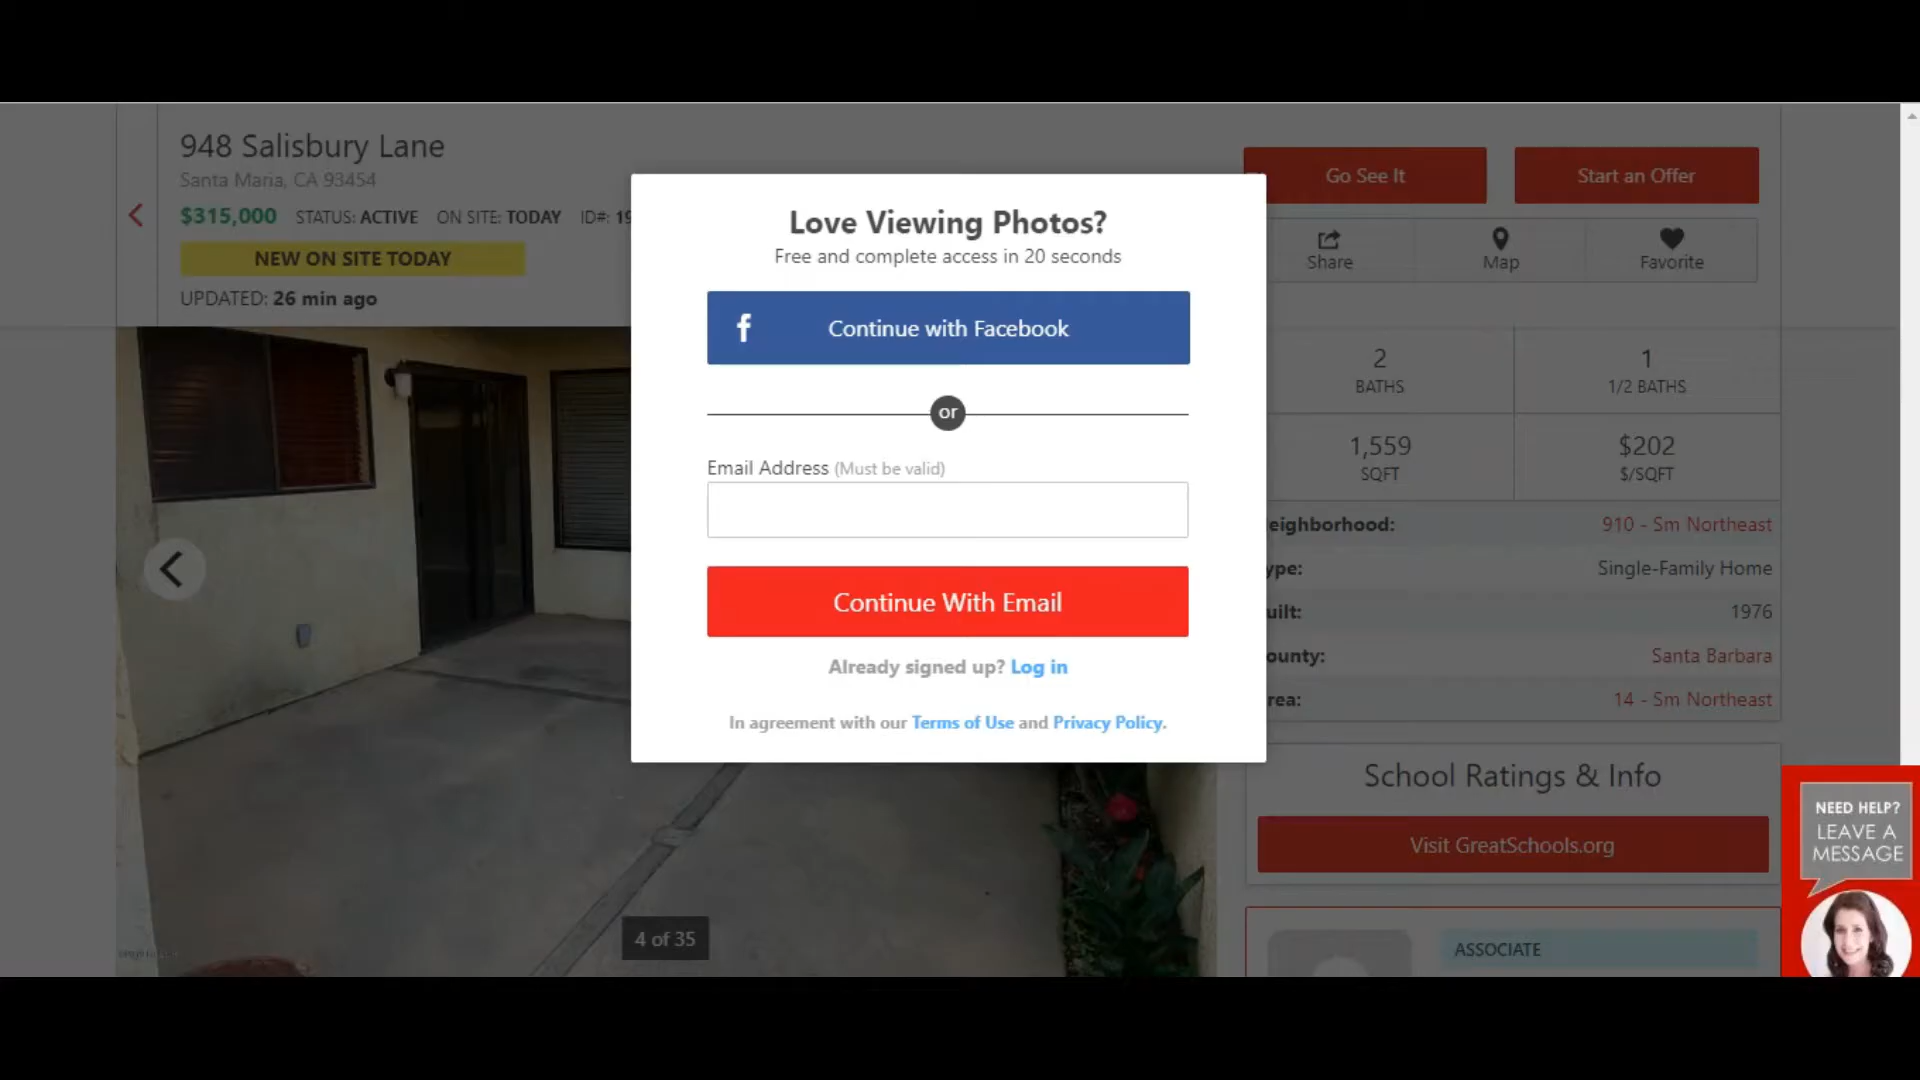 948 Salisbury Lane
Santa Maria, CA 93454
$315,000 STATUS: ACTIVE ON SITE: TODAY ID#: 19
NEW ON SITE TODAY
UPDATED: 26 min ago
Go See It
Start an Offer
Share
Map
Favorite
Love Viewing Photos?
Free and complete access in 20 seconds
f Continue with Facebook
or
Email Address (Must be valid)
Continue With Email
Already signed up? Log in
In agreement with our Terms of Use and Privacy Policy.
2
BATHS
1
1/2 BATHS
1,559
SQFT
$202
$/SQFT
eighborhood: 910 - Sm Northeast
ype: Single-Family Home
uilt: 1976
ounty: Santa Barbara
rea: 14 - Sm Northeast
School Ratings & Info
Visit GreatSchools.org
4 of 35
ASSOCIATE
NEED HELP?
LEAVE A
MESSAGE